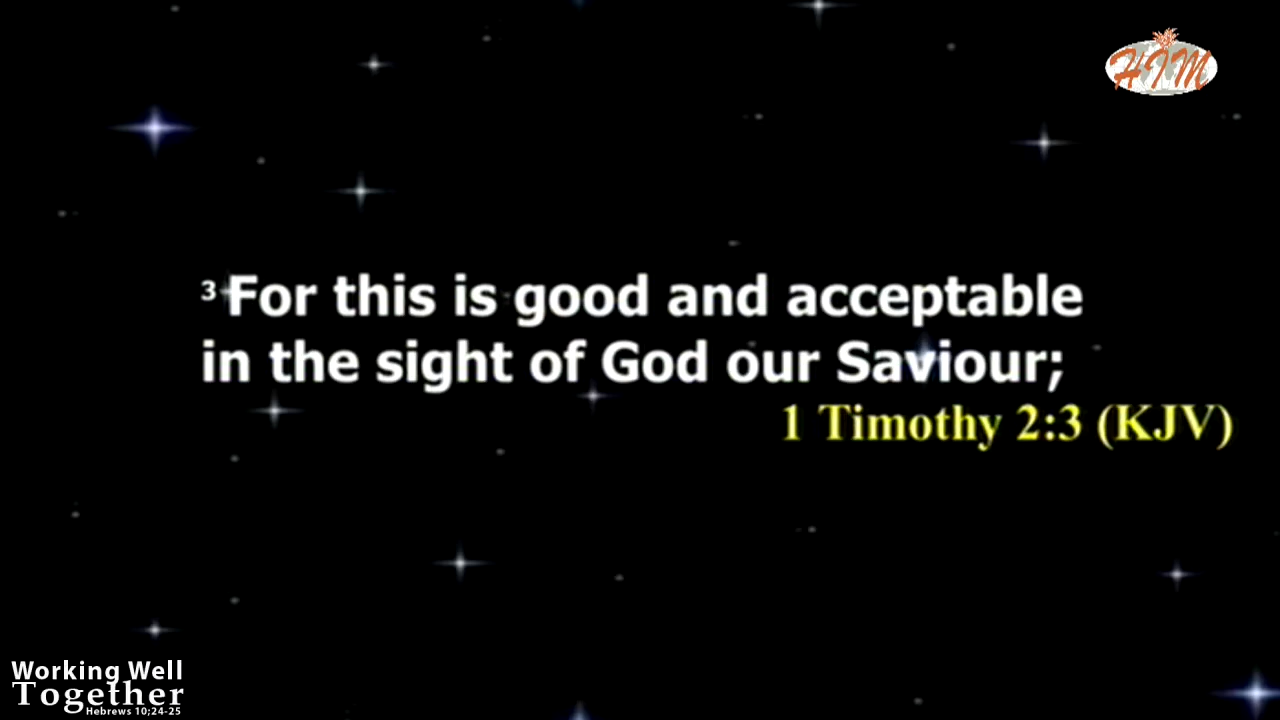 HIM
3 For this is good and acceptable
in the sight of God our Saviour;
1 Timothy 2:3 (KJV)
Working Well
Together
Hebrews 10;24-25